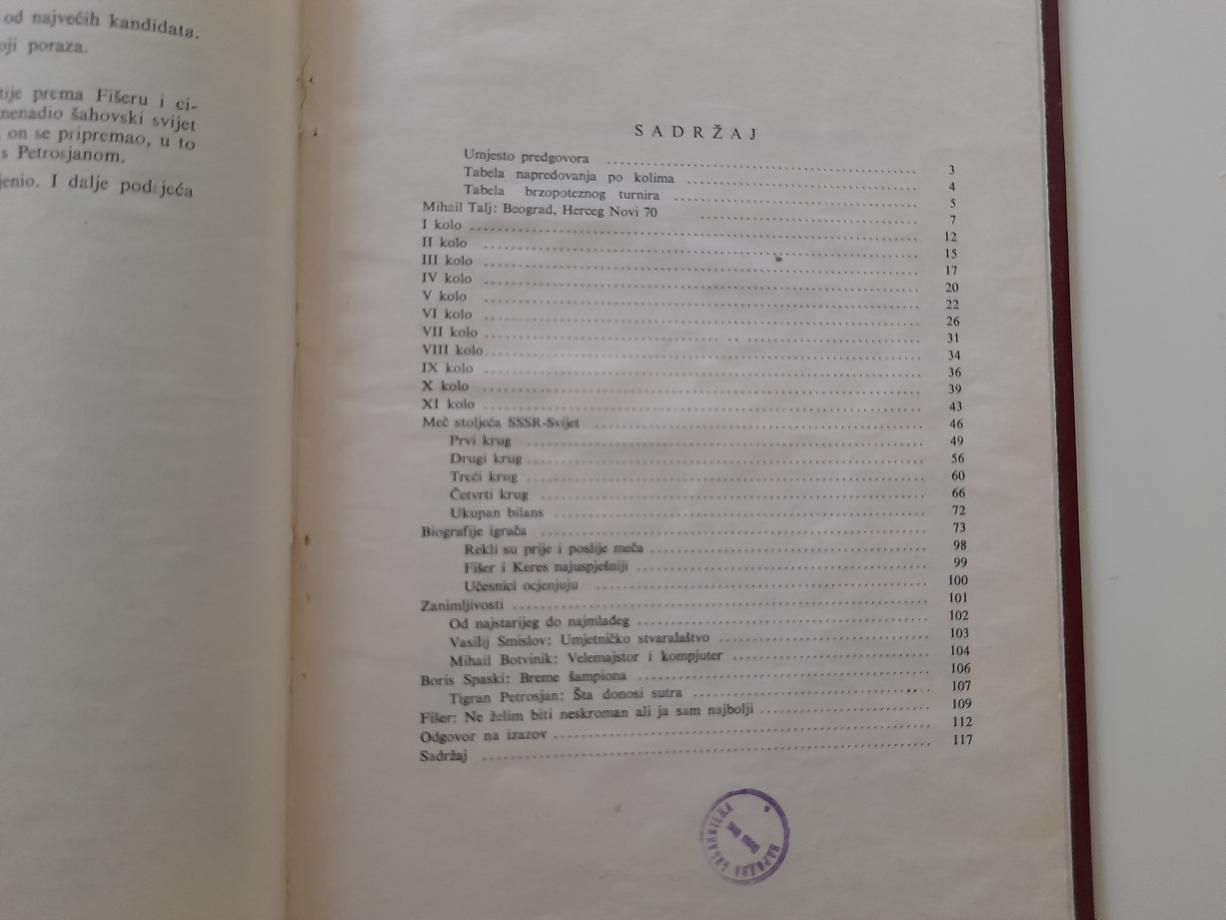 od najvećih kandidata.
oji poraza.
tije prema Fišeru i ci-
nenadio šahovski svijet
, on se pripremao, u to
s Petrosjanom.
jenio. I dalje podsjeća
SADRŽAJ
Umjesto predgovora 3
Tabela napredovanja po kolima 4
Tabela brzopoteznog turnira 5
Mihail Talj: Beograd, Herceg Novi 70 7
I kolo 12
II kolo 15
III kolo 17
IV kolo 20
V kolo 22
VI kolo 26
VII kolo 31
VIII kolo 34
IX kolo 36
X kolo 39
XI kolo 43
Meč stoljeća SSSR-Svijet 46
Prvi krug 49
Drugi krug 56
Treći krug 60
Četvrti krug 66
Ukupan bilans 72
Biografije igrača 73
Rekli su prije i poslije meča 98
Fišer i Keres najuspješniji 99
Učesnici ocjenjuju 100
Zanimljivosti 101
Od najstarijeg do najmlađeg 102
Vasilij Smislov: Umjetničko stvaralaštvo 103
Mihail Botvinik: Velemajstor i kompjuter 104
Boris Spaski: Breme šampiona 106
Tigran Petrosjan: Šta donosi sutra 107
Fišer: Ne želim biti neskroman ali ja sam najbolji 109
Odgovor na izazov 112
Sadržaj 117